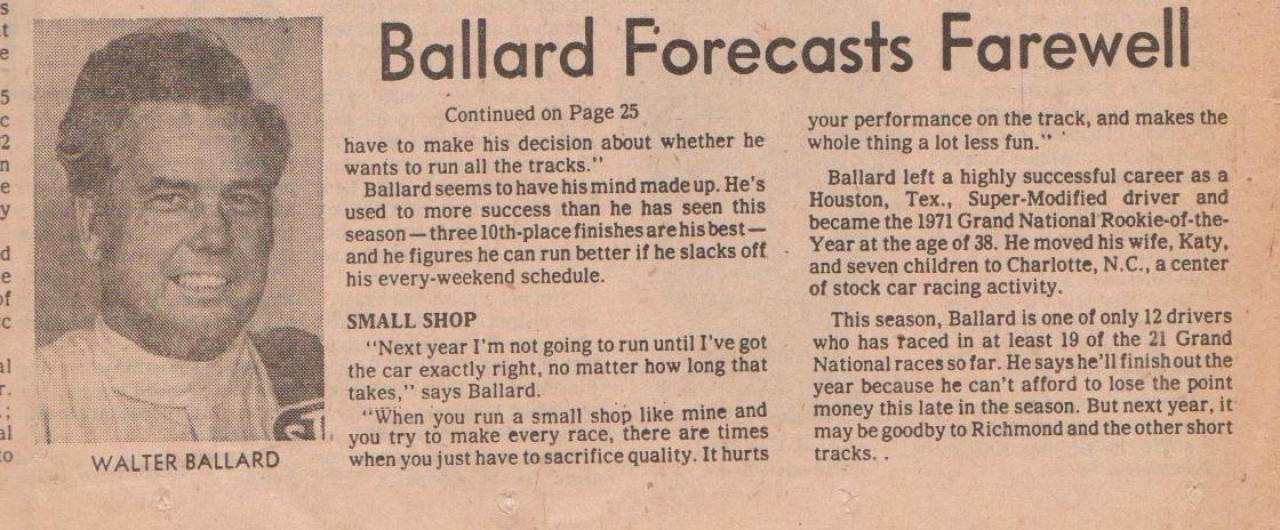 s
t
e
5
c
2
n
e
y
d
e
of
c
al
r.
.;
al
to
WALTER BALLARD
Ballard Forecasts Farewell
Continued on Page 25
have to make his decision about whether he
wants to run all the tracks."
Ballard seems to have his mind made up. He's
used to more success than he has seen this
season — three 10th-place finishes are his best —
and he figures he can run better if he slacks off
his every-weekend schedule.
SMALL SHOP
"Next year I'm not going to run until I've got
the car exactly right, no matter how long that
takes," says Ballard.
"When you run a small shop like mine and
you try to make every race, there are times
when you just have to sacrifice quality. It hurts
your performance on the track, and makes the
whole thing a lot less fun."
Ballard left a highly successful career as a
Houston, Tex., Super-Modified driver and
became the 1971 Grand National Rookie-of-the-
Year at the age of 38. He moved his wife, Katy,
and seven children to Charlotte, N.C., a center
of stock car racing activity.
This season, Ballard is one of only 12 drivers
who has raced in at least 19 of the 21 Grand
National races so far. He says he'll finish out the
year because he can't afford to lose the point
money this late in the season. But next year, it
may be goodby to Richmond and the other short
tracks. .